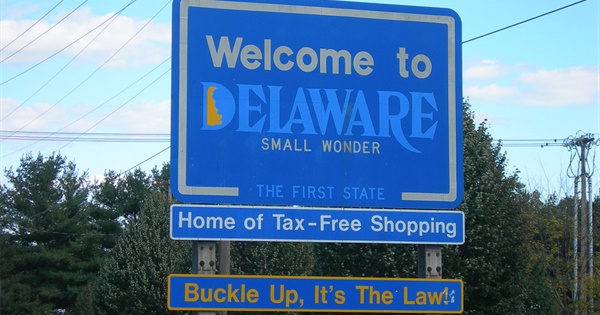 Welcome to
DELAWARE
SMALL WONDER
THE FIRST STATE
Home of Tax-Free Shopping
Buckle Up, It's The Law!